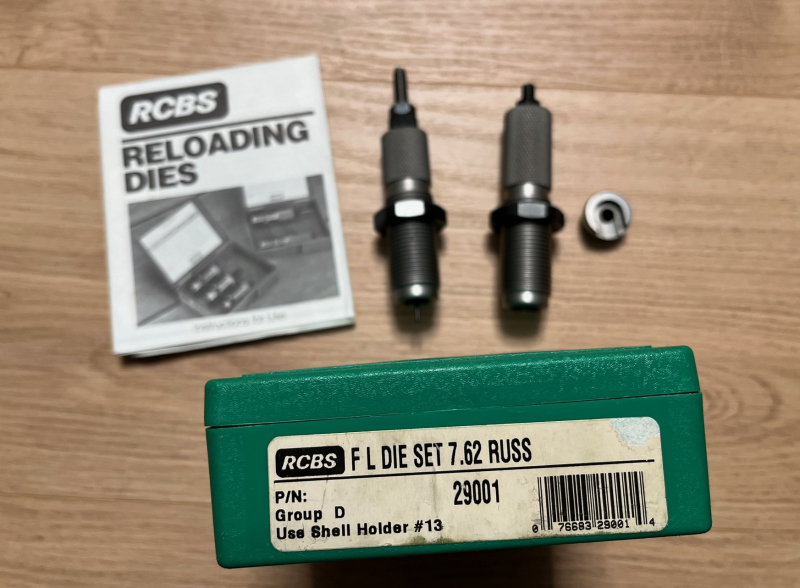 RCBS
RELOADING
DIES
Instructions for Use
RCBS F L DIE SET 7.62 RUSS
P/N: 29001
Group D
Use Shell Holder #13
0 76683 29001 4